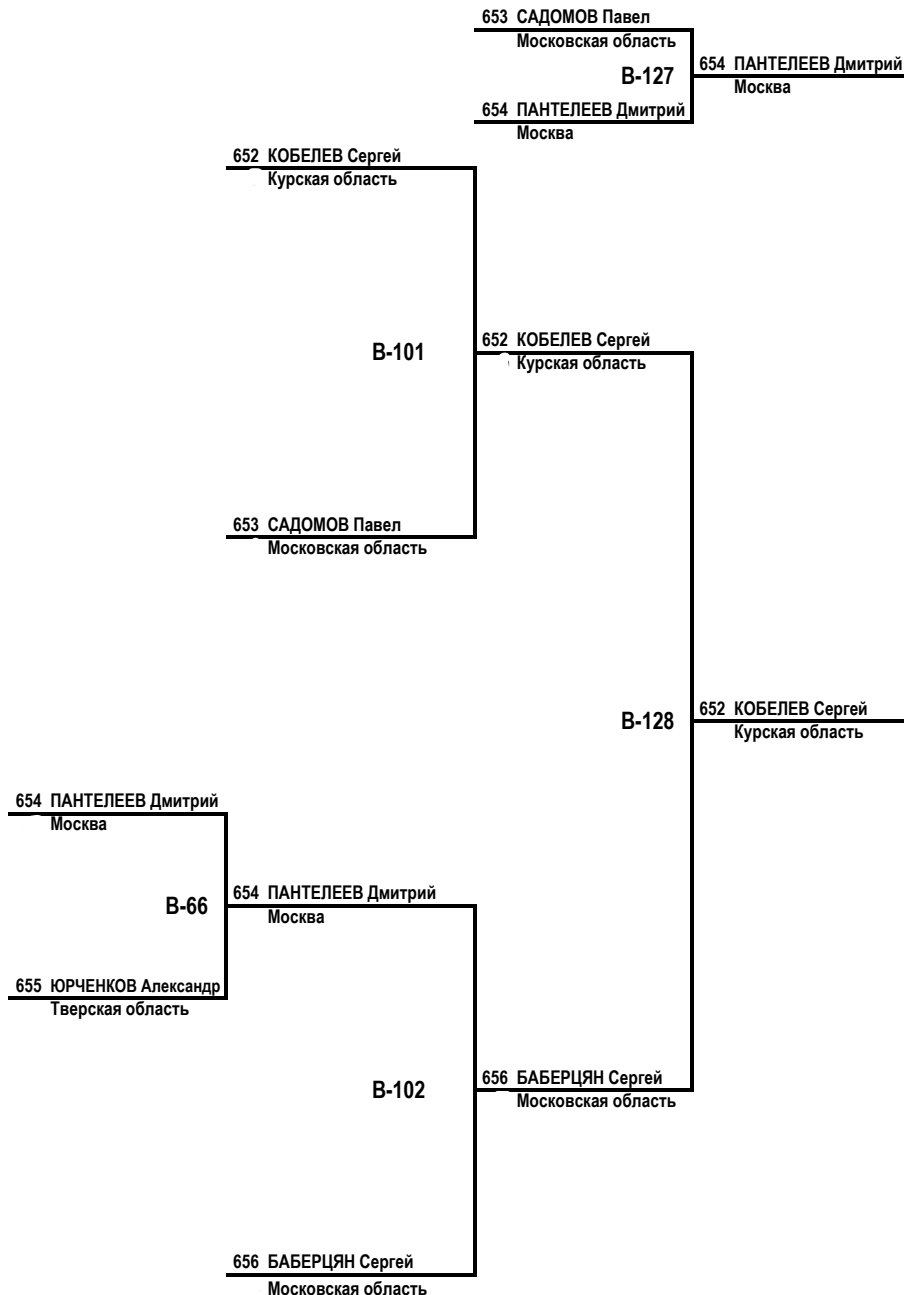 653 САДОМОВ Павел
Московская область
В-127
654 ПАНТЕЛЕЕВ Дмитрий
Москва
654 ПАНТЕЛЕЕВ Дмитрий
Москва
652 КОБЕЛЕВ Сергей
Курская область
В-101
652 КОБЕЛЕВ Сергей
Курская область
653 САДОМОВ Павел
Московская область
В-128
652 КОБЕЛЕВ Сергей
Курская область
654 ПАНТЕЛЕЕВ Дмитрий
Москва
В-66
654 ПАНТЕЛЕЕВ Дмитрий
Москва
655 ЮРЧЕНКОВ Александр
Тверская область
В-102
656 БАБЕРЦЯН Сергей
Московская область
656 БАБЕРЦЯН Сергей
Московская область